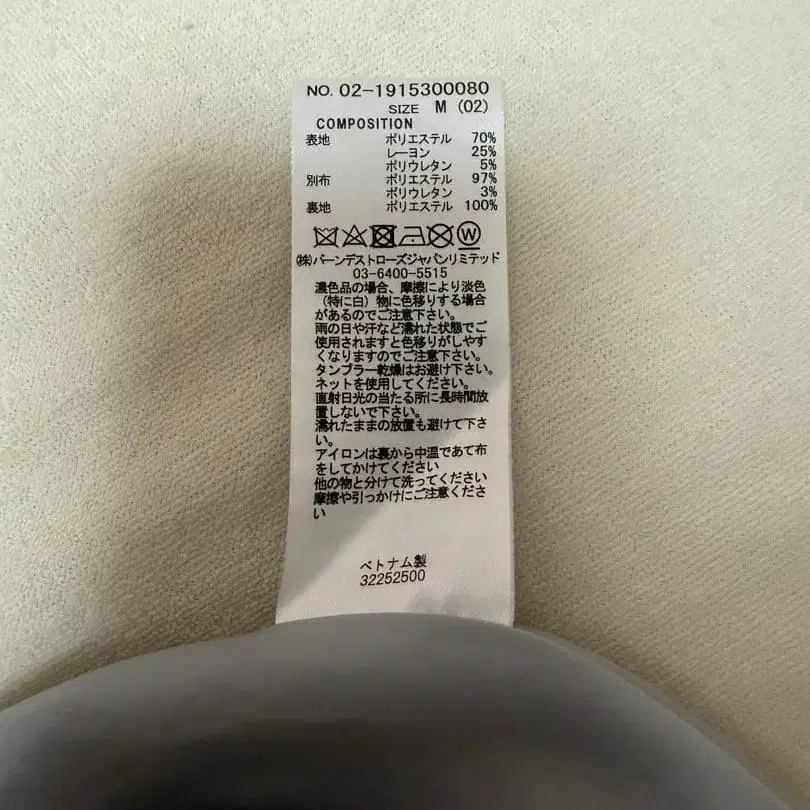 NO. 02-1915300080
SIZE M (02)
COMPOSITION
表地 ポリエステル 70%
レーヨン 25%
ポリウレタン 5%
別布 ポリエステル 97%
ポリウレタン 3%
裏地 ポリエステル 100%
W
㈱バーンデストローズジャパンリミテッド
03-6400-5515
濃色品の場合、摩擦により淡色
(特に白)物に色移りする場合
があるのでご注意下さい。
雨の日や汗など濡れた状態でご
使用されますと色移りがしやす
くなりますのでご注意下さい。
タンブラー乾燥はお避け下さい。
ネットを使用してください。
直射日光の当たる所に長時間放
置しないで下さい。
濡れたままの放置も避けて下さ
い。
アイロンは裏から中温であて布
をしてかけてください
他の物と分けて洗ってください
摩擦や引っかけにご注意くださ
い
ベトナム製
32252500